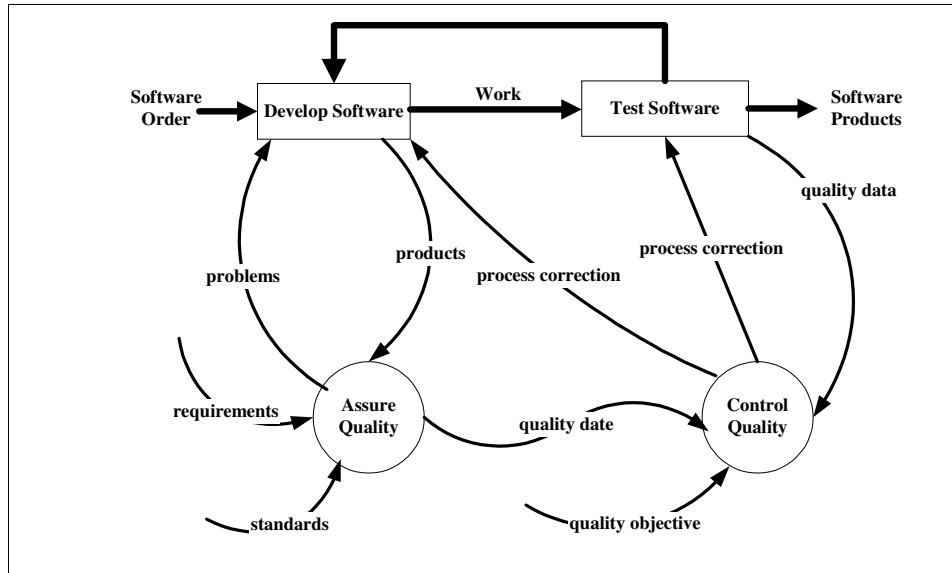 Software
Order
Develop Software
Work
Test Software
Software
Products
quality data
problems
products
process correction
process correction
requirements
Assure
Quality
quality date
Control
Quality
standards
quality objective